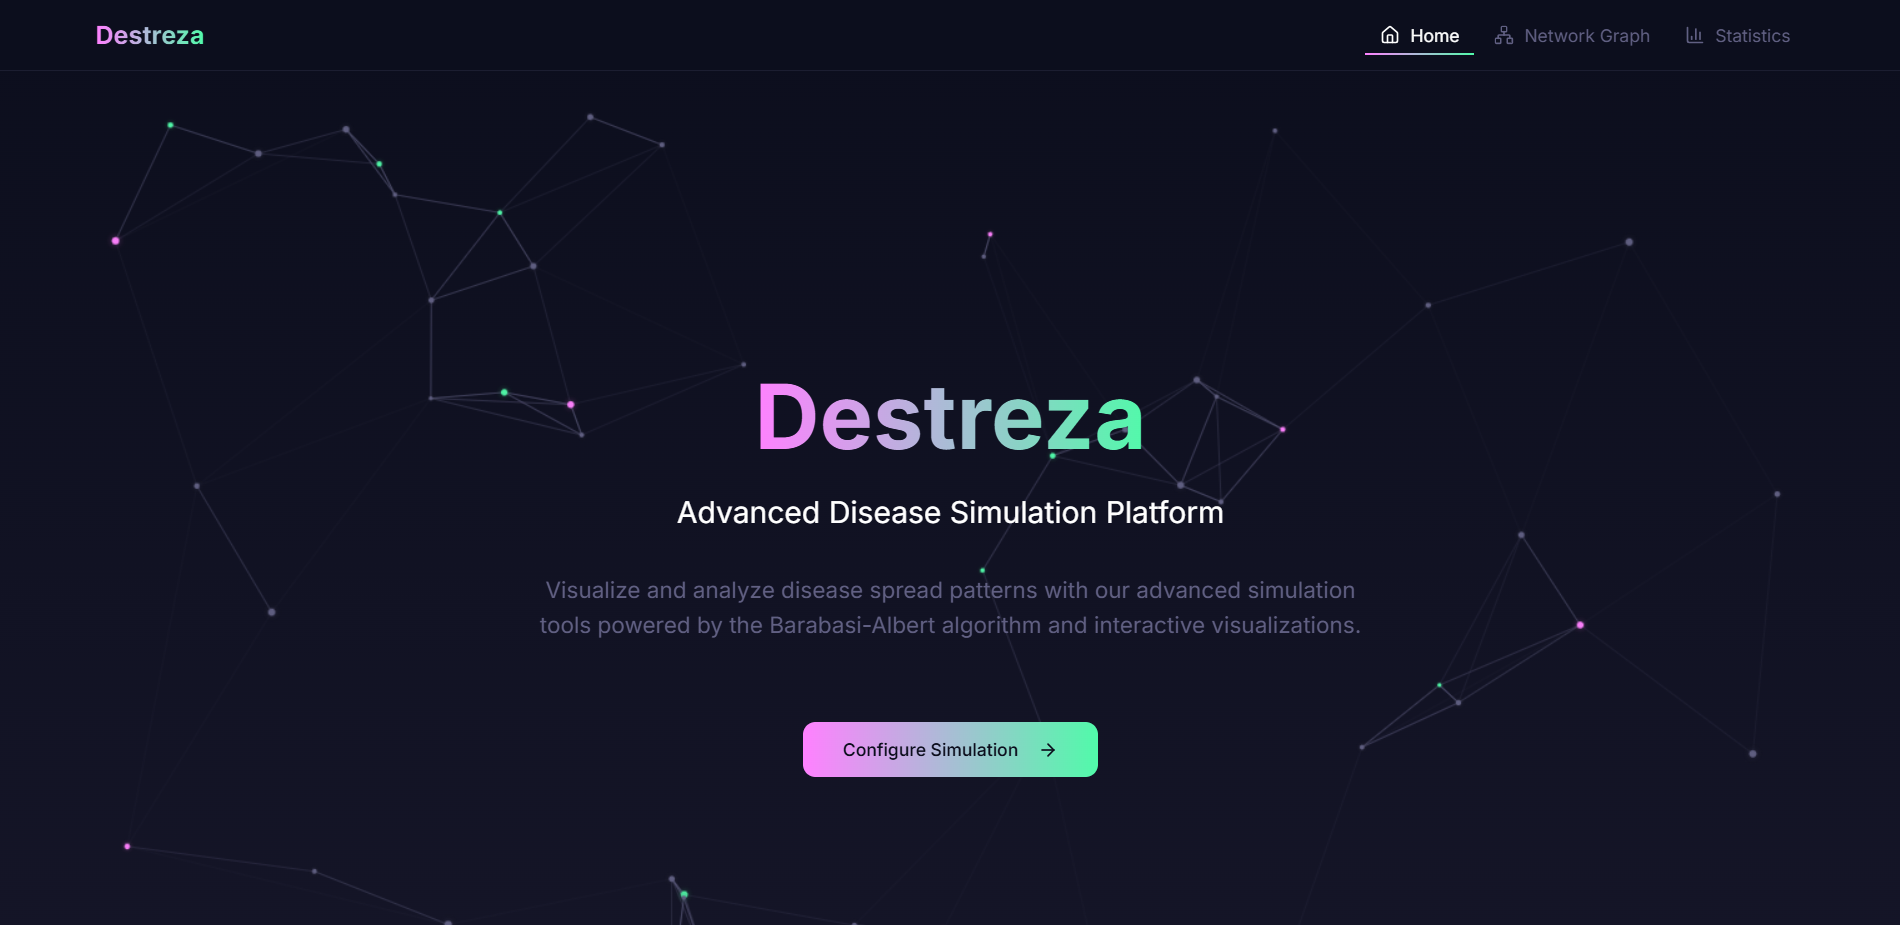 Destreza
Home
Network Graph
Statistics
Destreza
Advanced Disease Simulation Platform
Visualize and analyze disease spread patterns with our advanced simulation
tools powered by the Barabasi-Albert algorithm and interactive visualizations.
Configure Simulation